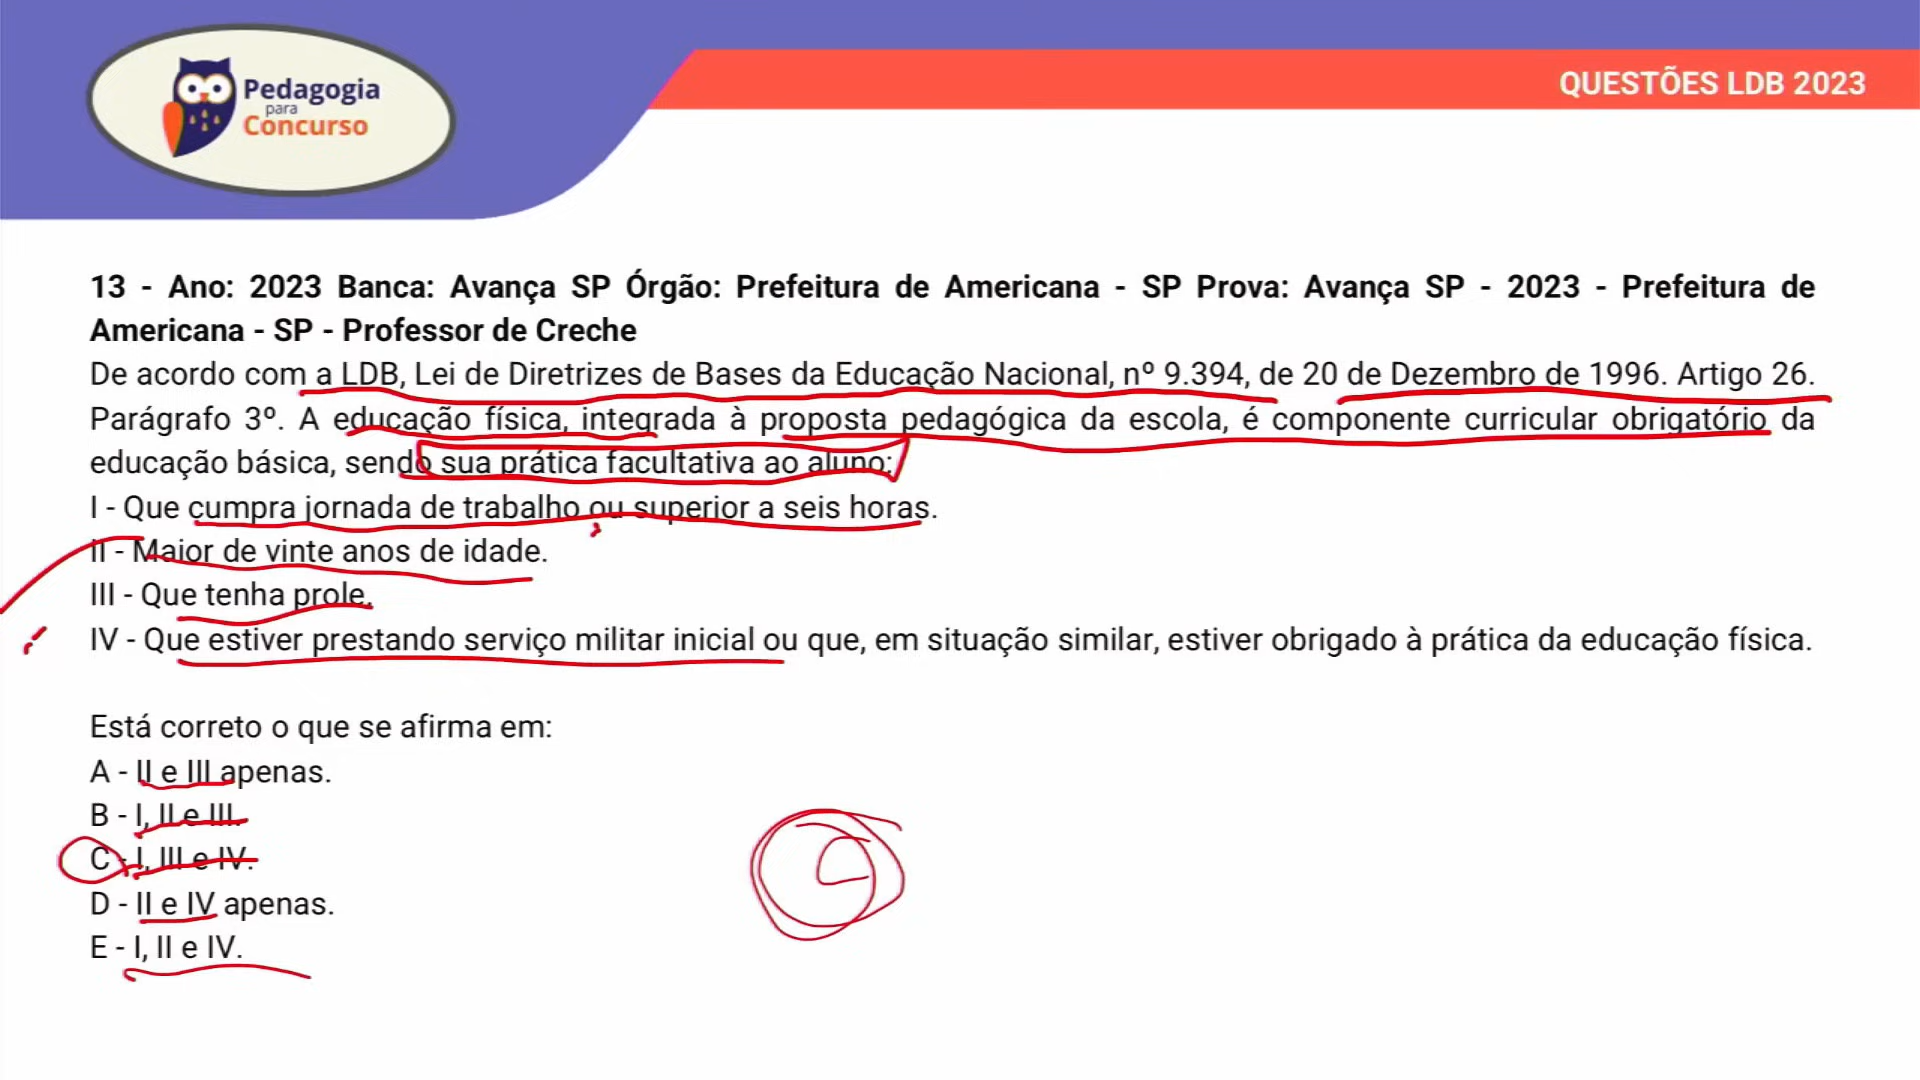 Pedagogia
para
Concurso
QUESTÕES LDB 2023
13 - Ano: 2023 Banca: Avança SP Órgão: Prefeitura de Americana - SP Prova: Avança SP - 2023 - Prefeitura de
Americana - SP - Professor de Creche
De acordo com a LDB, Lei de Diretrizes de Bases da Educação Nacional, nº 9.394, de 20 de Dezembro de 1996. Artigo 26.
Parágrafo 3º. A educação física, integrada à proposta pedagógica da escola, é componente curricular obrigatório da
educação básica, sendo sua prática facultativa ao aluno:
I - Que cumpra jornada de trabalho ou superior a seis horas.
II - Maior de vinte anos de idade.
III - Que tenha prole.
IV - Que estiver prestando serviço militar inicial ou que, em situação similar, estiver obrigado à prática da educação física.
Está correto o que se afirma em:
A - II e III apenas.
B - I, II e III.
C - I, III e IV.
D - II e IV apenas.
E - I, II e IV.